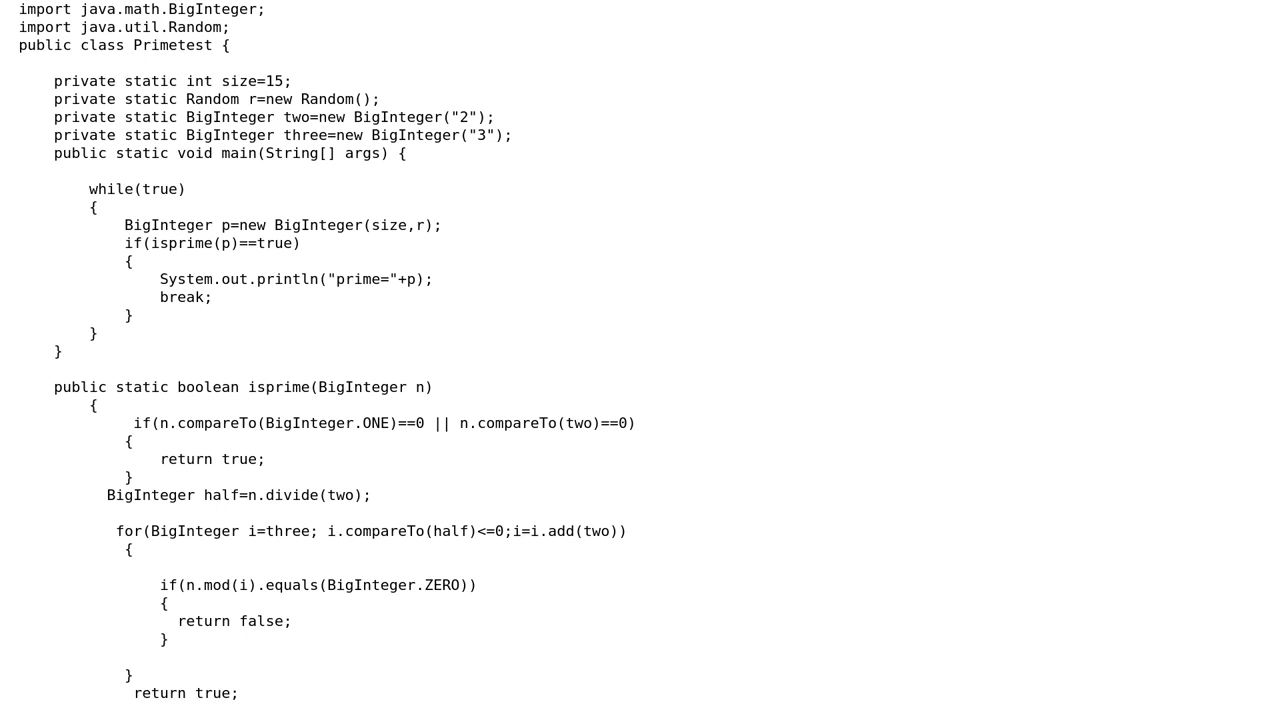 import java.math.BigInteger;
import java.util.Random;
public class Primetest {
private static int size=15;
private static Random r=new Random();
private static BigInteger two=new BigInteger("2");
private static BigInteger three=new BigInteger("3");
public static void main(String[] args) {
while(true)
{
BigInteger p=new BigInteger(size,r);
if(isprime(p)==true)
{
System.out.println("prime="+p);
break;
}
}
}
public static boolean isprime(BigInteger n)
{
if(n.compareTo(BigInteger.ONE)==0 || n.compareTo(two)==0)
{
return true;
}
BigInteger half=n.divide(two);
for(BigInteger i=three; i.compareTo(half)<=0;i=i.add(two))
{
if(n.mod(i).equals(BigInteger.ZERO))
{
return false;
}
}
return true;